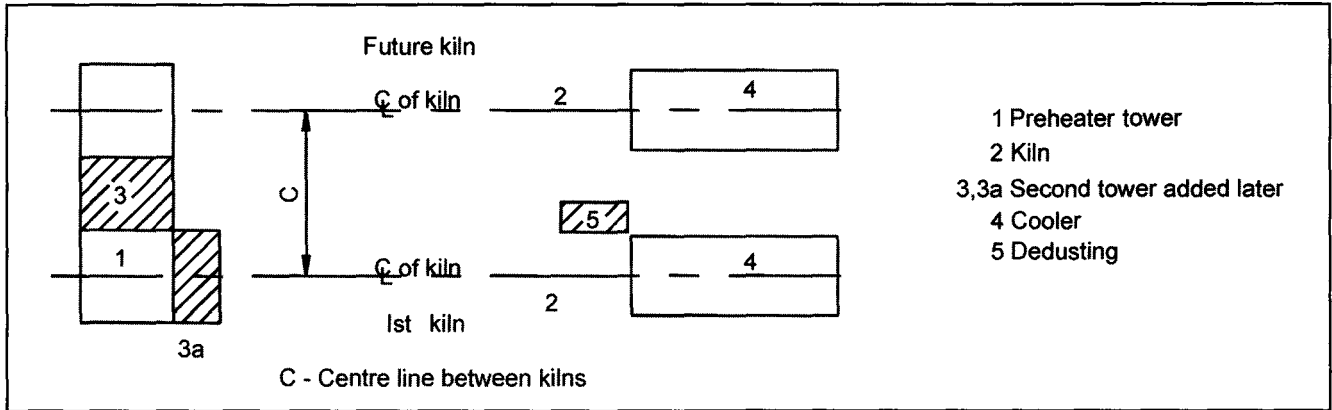 Future kiln
℄ of kiln
2
4
C
3
5
1
℄ of kiln
2
4
Ist kiln
3a
C - Centre line between kilns
1 Preheater tower
2 Kiln
3,3a Second tower added later
4 Cooler
5 Dedusting